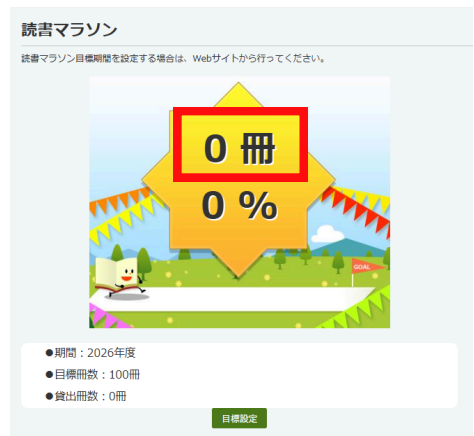 読書マラソン
読書マラソン目標期間を設定する場合は、Webサイトから行ってください。
0 冊
0 %
GOAL
●期間：2026年度
●目標冊数：100冊
●貸出冊数：0冊
目標設定